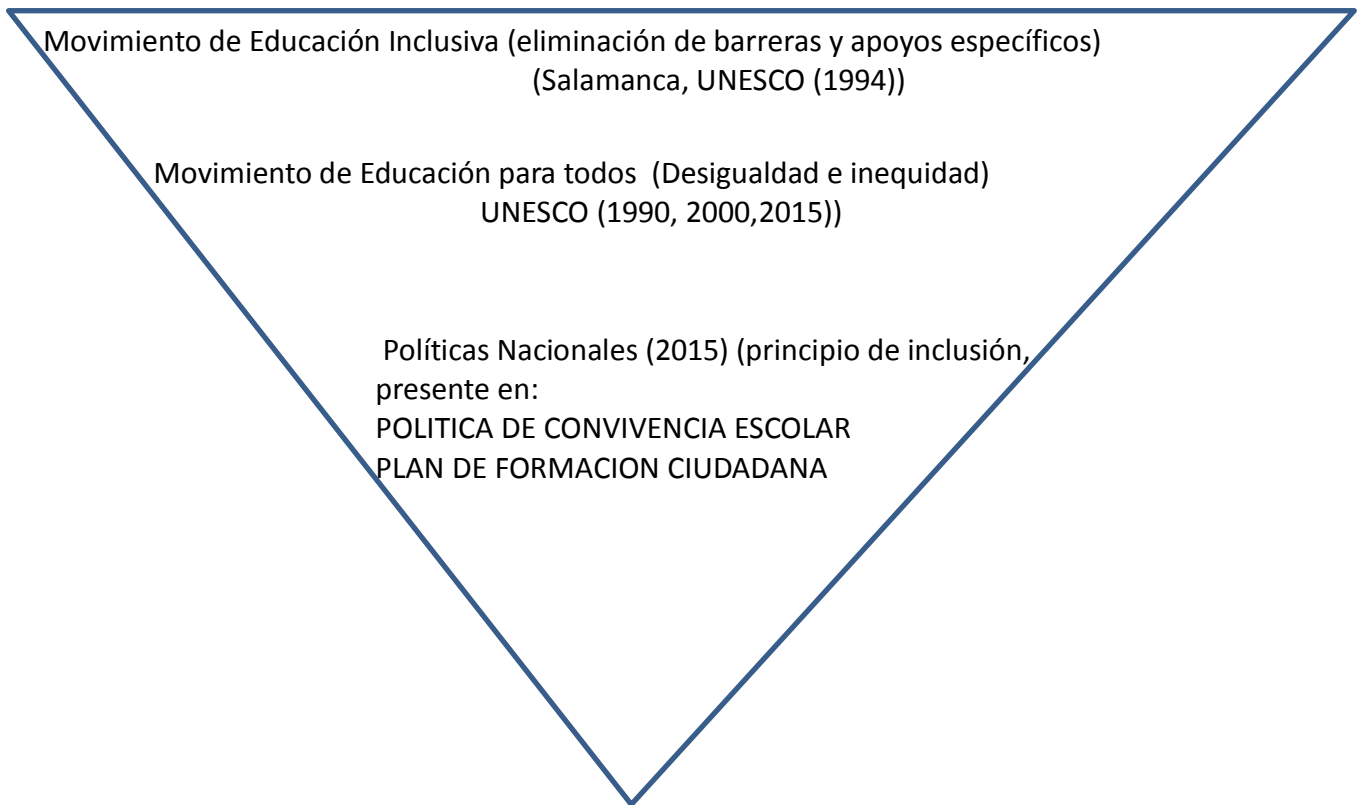 Movimiento de Educación Inclusiva (eliminación de barreras y apoyos específicos)
(Salamanca, UNESCO (1994))
Movimiento de Educación para todos (Desigualdad e inequidad)
UNESCO (1990, 2000,2015))
Políticas Nacionales (2015) (principio de inclusión,
presente en:
POLITICA DE CONVIVENCIA ESCOLAR
PLAN DE FORMACION CIUDADANA